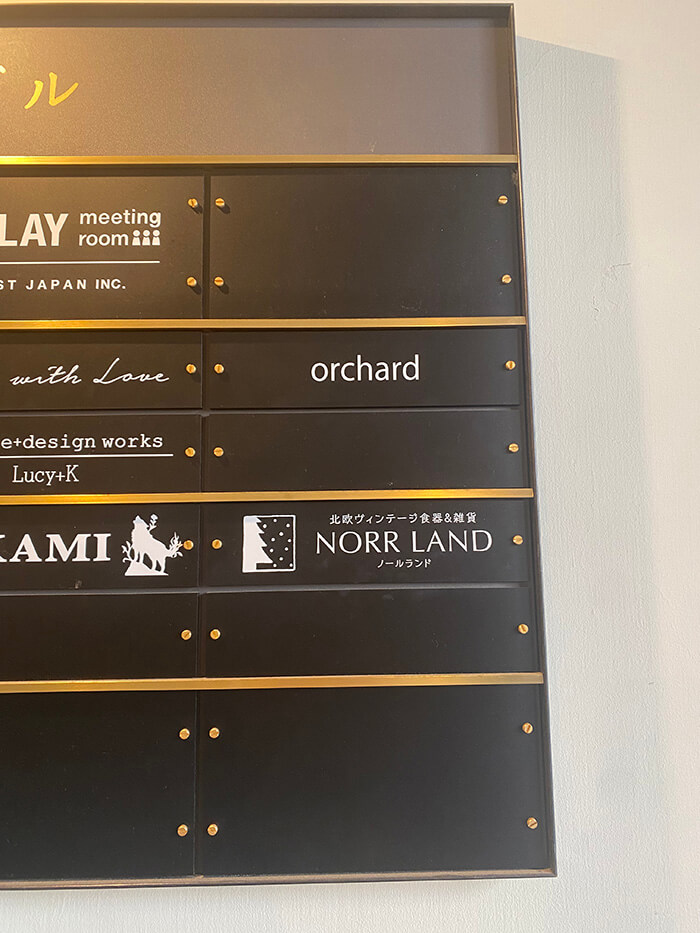 ル
LAY meeting
room
ST JAPAN INC.
with Love
orchard
e+design works
Lucy+K
KAMI
北欧ヴィンテージ食器&雑貨
NORR LAND
ノールランド